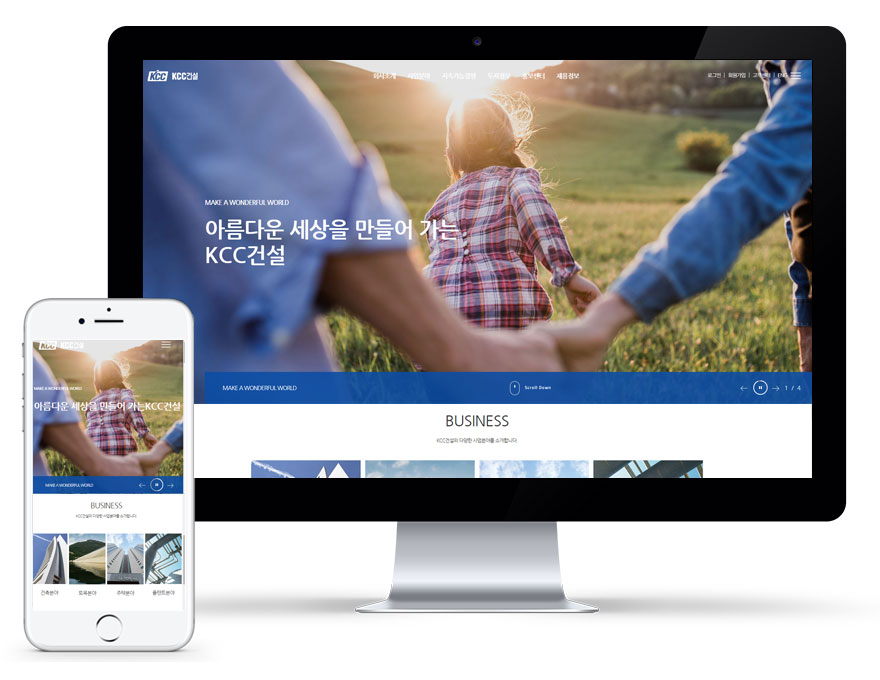 KCC KCC건설
회사소개 사업분야 지속가능경영 투자정보 홍보센터 채용정보
로그인 | 회원가입 | 고객센터 | ENG
MAKE A WONDERFUL WORLD
아름다운 세상을 만들어 가는
KCC건설
MAKE A WONDERFUL WORLD
Scroll Down
1 / 4
BUSINESS
KCC건설의 다양한 사업분야를 소개합니다.
KCC KCC건설
MAKE A WONDERFUL WORLD
아름다운 세상을 만들어 가는KCC건설
MAKE A WONDERFUL WORLD
BUSINESS
KCC건설의 다양한 사업분야를 소개합니다.
건축분야 토목분야 주택분야 플랜트분야